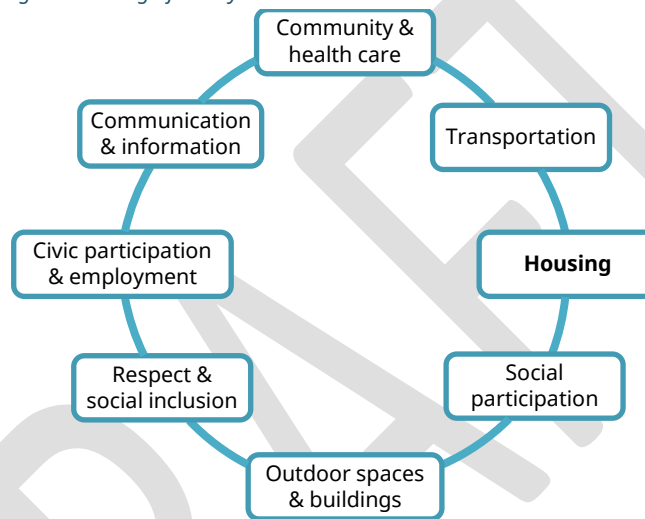 Community &
health care
Transportation
Housing
Social
participation
Outdoor spaces
& buildings
Respect &
social inclusion
Civic participation
& employment
Communication
& information